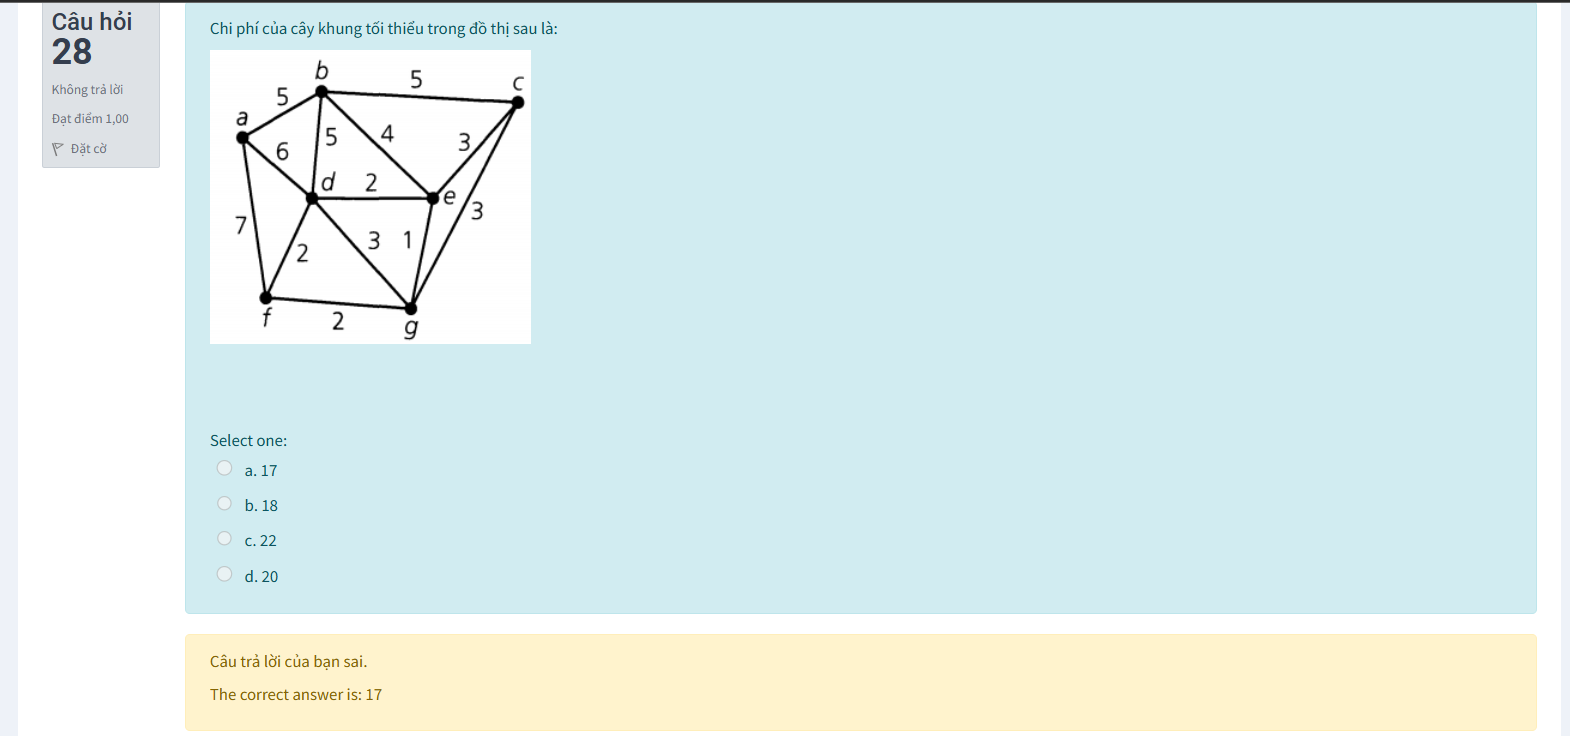 Câu hỏi
28
Không trả lời
Đạt điểm 1,00
Đặt cờ
Chi phí của cây khung tối thiểu trong đồ thị sau là:
b
5
c
5
a
5
4
3
6
d
2
e
3
7
3
1
2
f
2
g
Select one:
a. 17
b. 18
c. 22
d. 20
Câu trả lời của bạn sai.
The correct answer is: 17